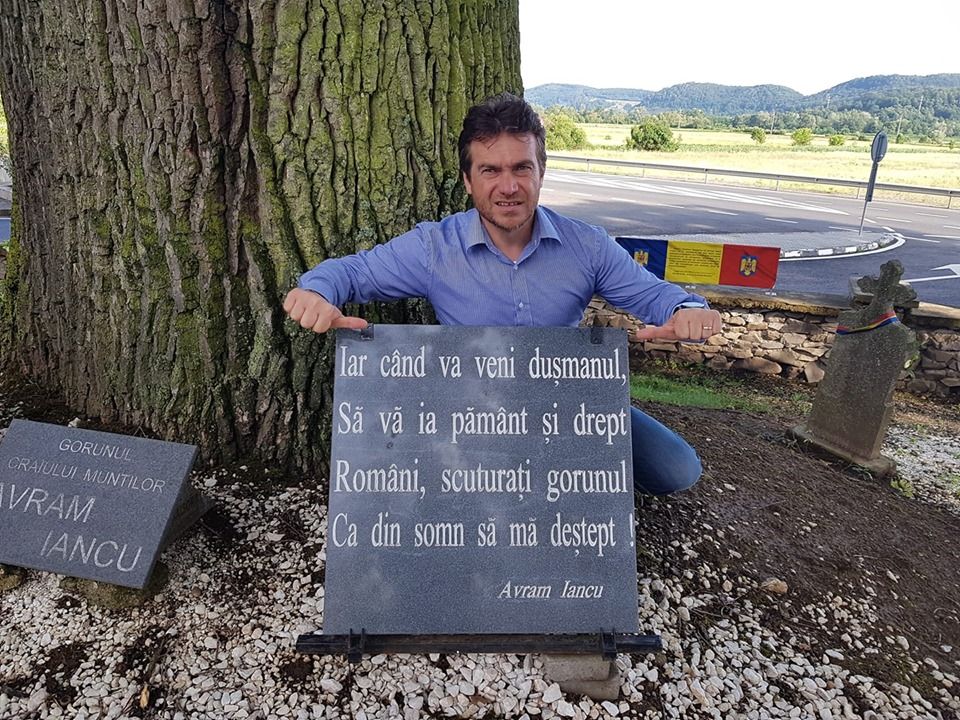 Iar când va veni dușmanul,
Să vă ia pământ și drept
Români, scuturați gorunul
Ca din somn să mă deștept !
Avram Iancu
GORUNUL
CRAIULUI MUNTILOR
AVRAM
IANCU